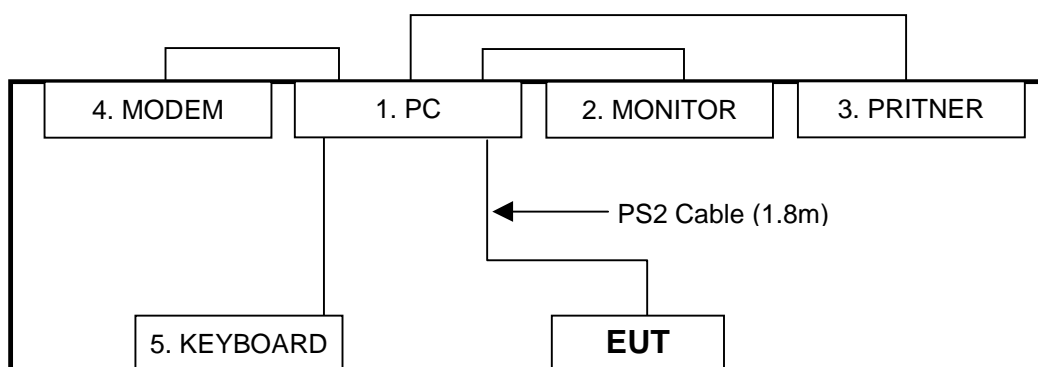 4. MODEM
1. PC
2. MONITOR
3. PRITNER
PS2 Cable (1.8m)
5. KEYBOARD
EUT